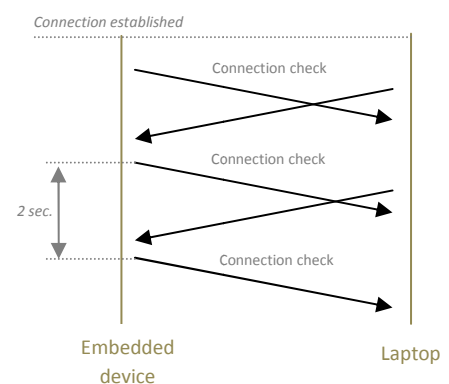 Connection established
Connection check
Connection check
2 sec.
Connection check
Embedded
device
Laptop